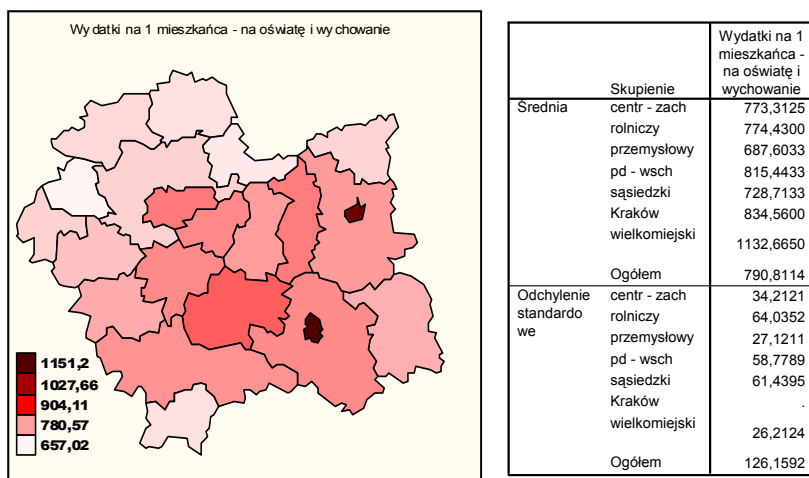 Wydatki na 1 mieszkańca - na oświatę i wychowanie
1151,2
1027,66
904,11
780,57
657,02
Skupienie
Wydatki na 1
mieszkańca -
na oświatę i
wychowanie
Średnia centr - zach 773,3125
rolniczy 774,4300
przemysłowy 687,6033
pd - wsch 815,4433
sąsiedzki 728,7133
Kraków 834,5600
wielkomiejski 1132,6650
Ogółem 790,8114
Odchylenie centr - zach 34,2121
standardo rolniczy 64,0352
we przemysłowy 27,1211
pd - wsch 58,7789
sąsiedzki 61,4395
Kraków .
wielkomiejski 26,2124
Ogółem 126,1592